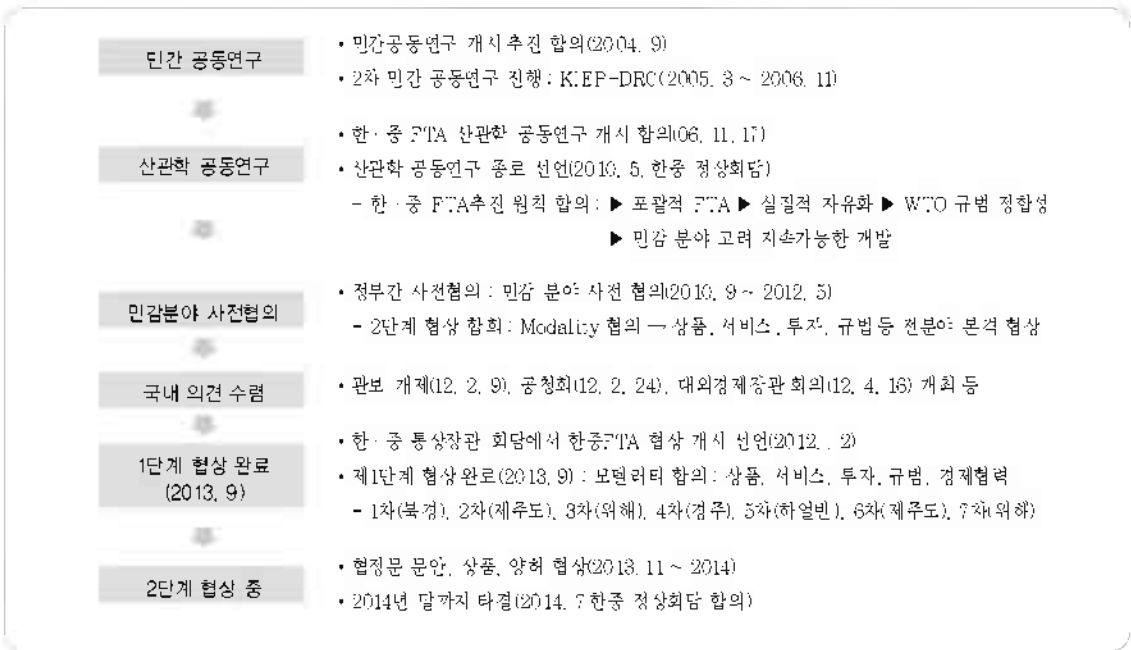 민간 공동연구
• 민간공동연구 개시 추진 합의(2004. 9)
• 2차 민간 공동연구 진행 : KIEP-DRC(2005. 3 ~ 2006. 11)
산관학 공동연구
• 한·중 FTA 산관학 공동연구 개시 합의(06. 11. 17)
• 산관학 공동연구 종료 선언(2010. 5, 한중 정상회담)
- 한·중 FTA추진 원칙 합의 : ▶ 포괄적 FTA ▶ 실질적 자유화 ▶ WTO 규범 정합성
▶ 민감 분야 고려 지속가능한 개발
민감분야 사전협의
• 정부간 사전협의 : 민감 분야 사전 협의(2010. 9 ~ 2012. 5)
- 2단계 협상 합의 : Modality 협의 → 상품, 서비스, 투자, 규범등 전분야 본격 협상
국내 의견 수렴
• 관보 게재(12. 2. 9), 공청회(12. 2. 24), 대외경제장관 회의(12. 4. 16) 개최 등
1단계 협상 완료
(2013. 9)
• 한·중 통상장관 회담에서 한중FTA 협상 개시 선언(2012. . 2)
• 제1단계 협상 완료(2013. 9) : 모델러티 합의 : 상품, 서비스, 투자, 규범, 경제협력
- 1차(북경), 2차(제주도), 3차(위해), 4차(경주), 5차(하얼빈), 6차(제주도), 7차(위해)
2단계 협상 중
• 협정문 문안, 상품, 양허 협상(2013. 11 ~ 2014)
• 2014년 말까지 타결(2014. 7 한중 정상회담 합의)